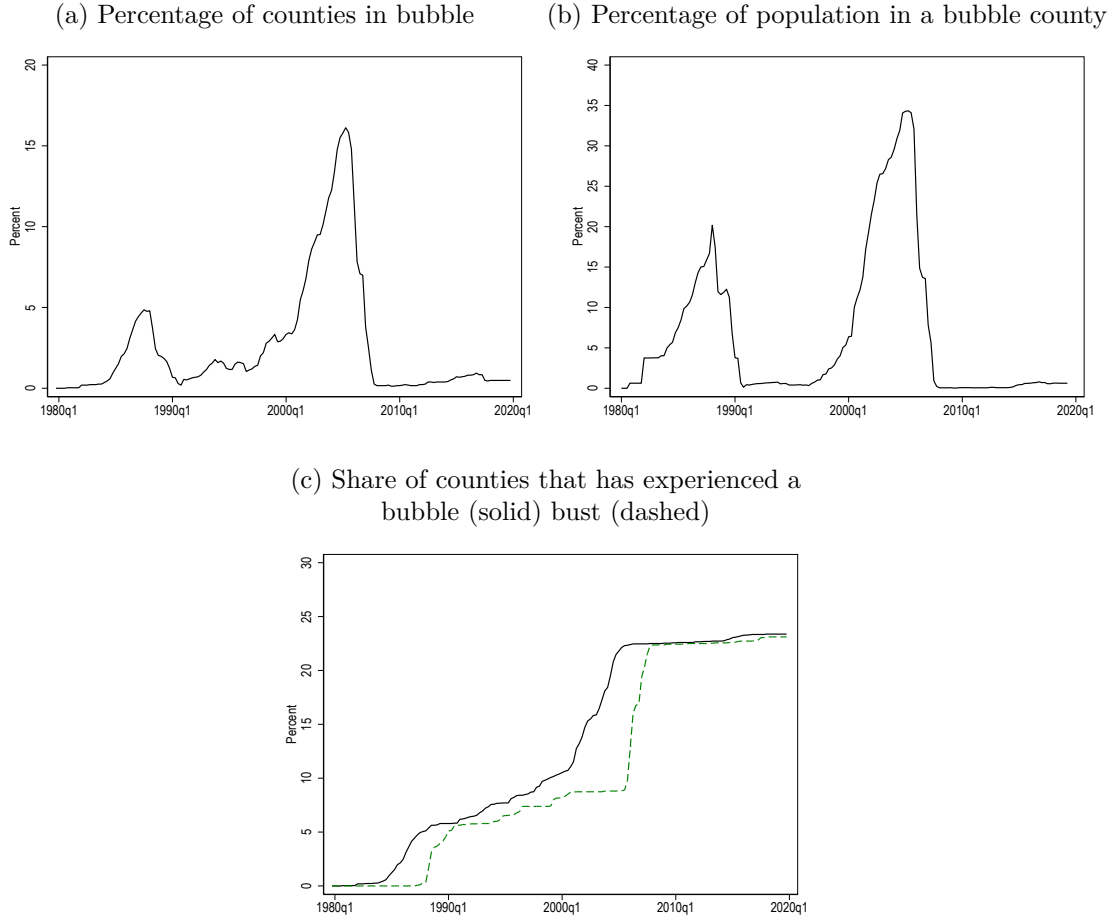 (a) Percentage of counties in bubble
(b) Percentage of population in a bubble county
Percent
20
15
10
5
0
1980q1 1990q1 2000q1 2010q1 2020q1
Percent
40
35
30
25
20
15
10
5
0
1980q1 1990q1 2000q1 2010q1 2020q1
(c) Share of counties that has experienced a
bubble (solid) bust (dashed)
Percent
30
25
20
15
10
5
0
1980q1 1990q1 2000q1 2010q1 2020q1